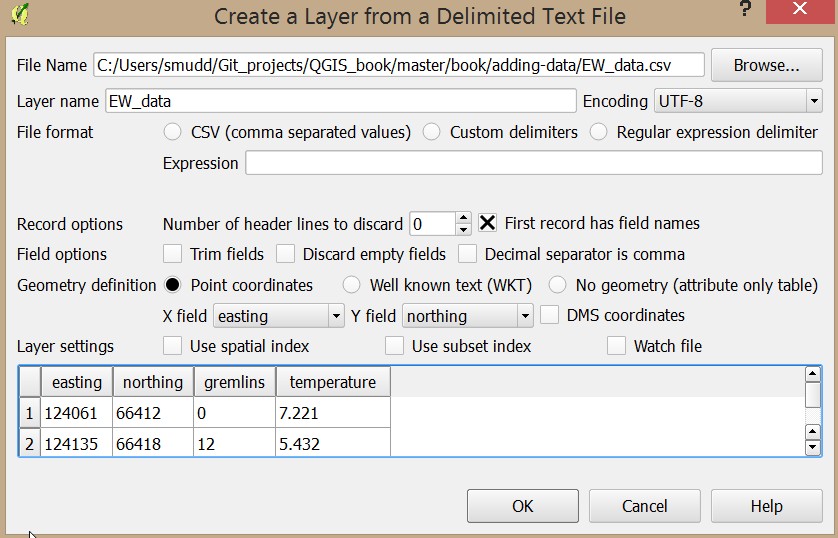 Create a Layer from a Delimited Text File ?
File Name C:/Users/smudd/Git_projects/QGIS_book/master/book/adding-data/EW_data.csv Browse...
Layer name EW_data Encoding UTF-8
File format CSV (comma separated values) Custom delimiters Regular expression delimiter
Expression
Record options Number of header lines to discard 0 First record has field names
Field options Trim fields Discard empty fields Decimal separator is comma
Geometry definition Point coordinates Well known text (WKT) No geometry (attribute only table)
X field easting Y field northing DMS coordinates
Layer settings Use spatial index Use subset index Watch file
easting northing gremlins temperature
1 124061 66412 0 7.221
2 124135 66418 12 5.432
OK Cancel Help